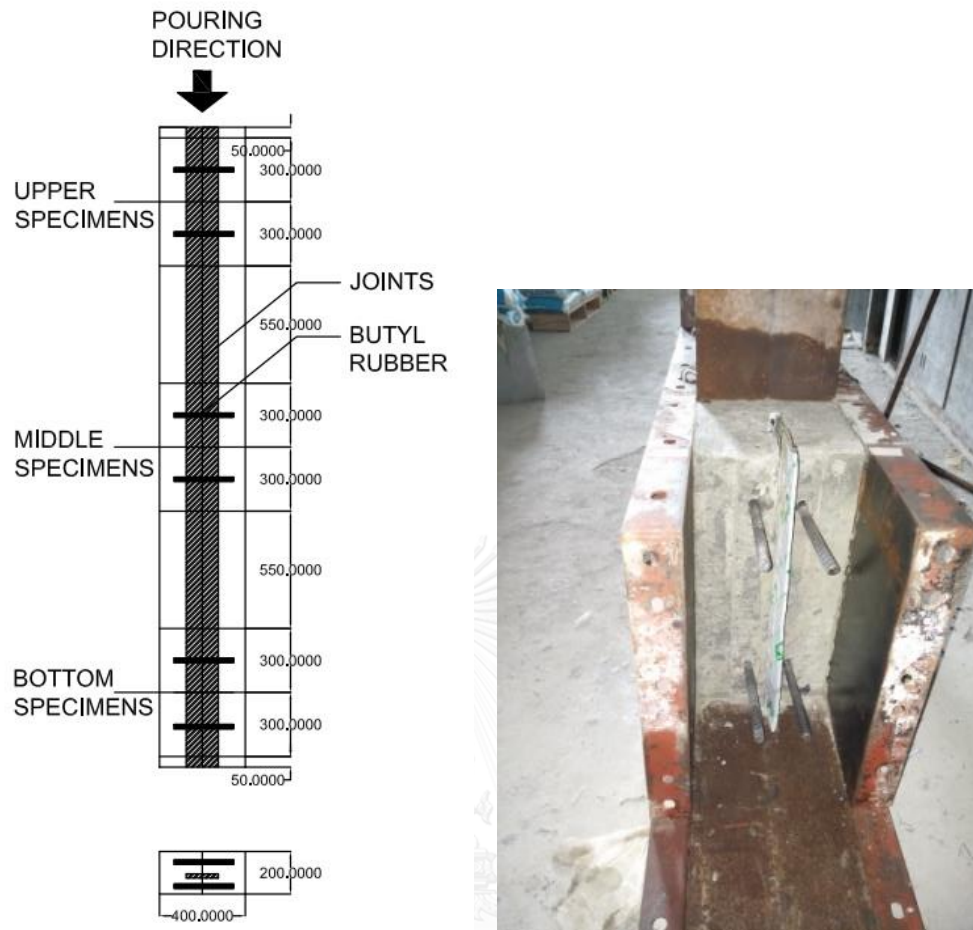 POURING
DIRECTION
50.0000
300.0000
UPPER
SPECIMENS
300.0000
JOINTS
550.0000
BUTYL
RUBBER
300.0000
MIDDLE
SPECIMENS
300.0000
550.0000
300.0000
BOTTOM
SPECIMENS
300.0000
50.0000
200.0000
400.0000